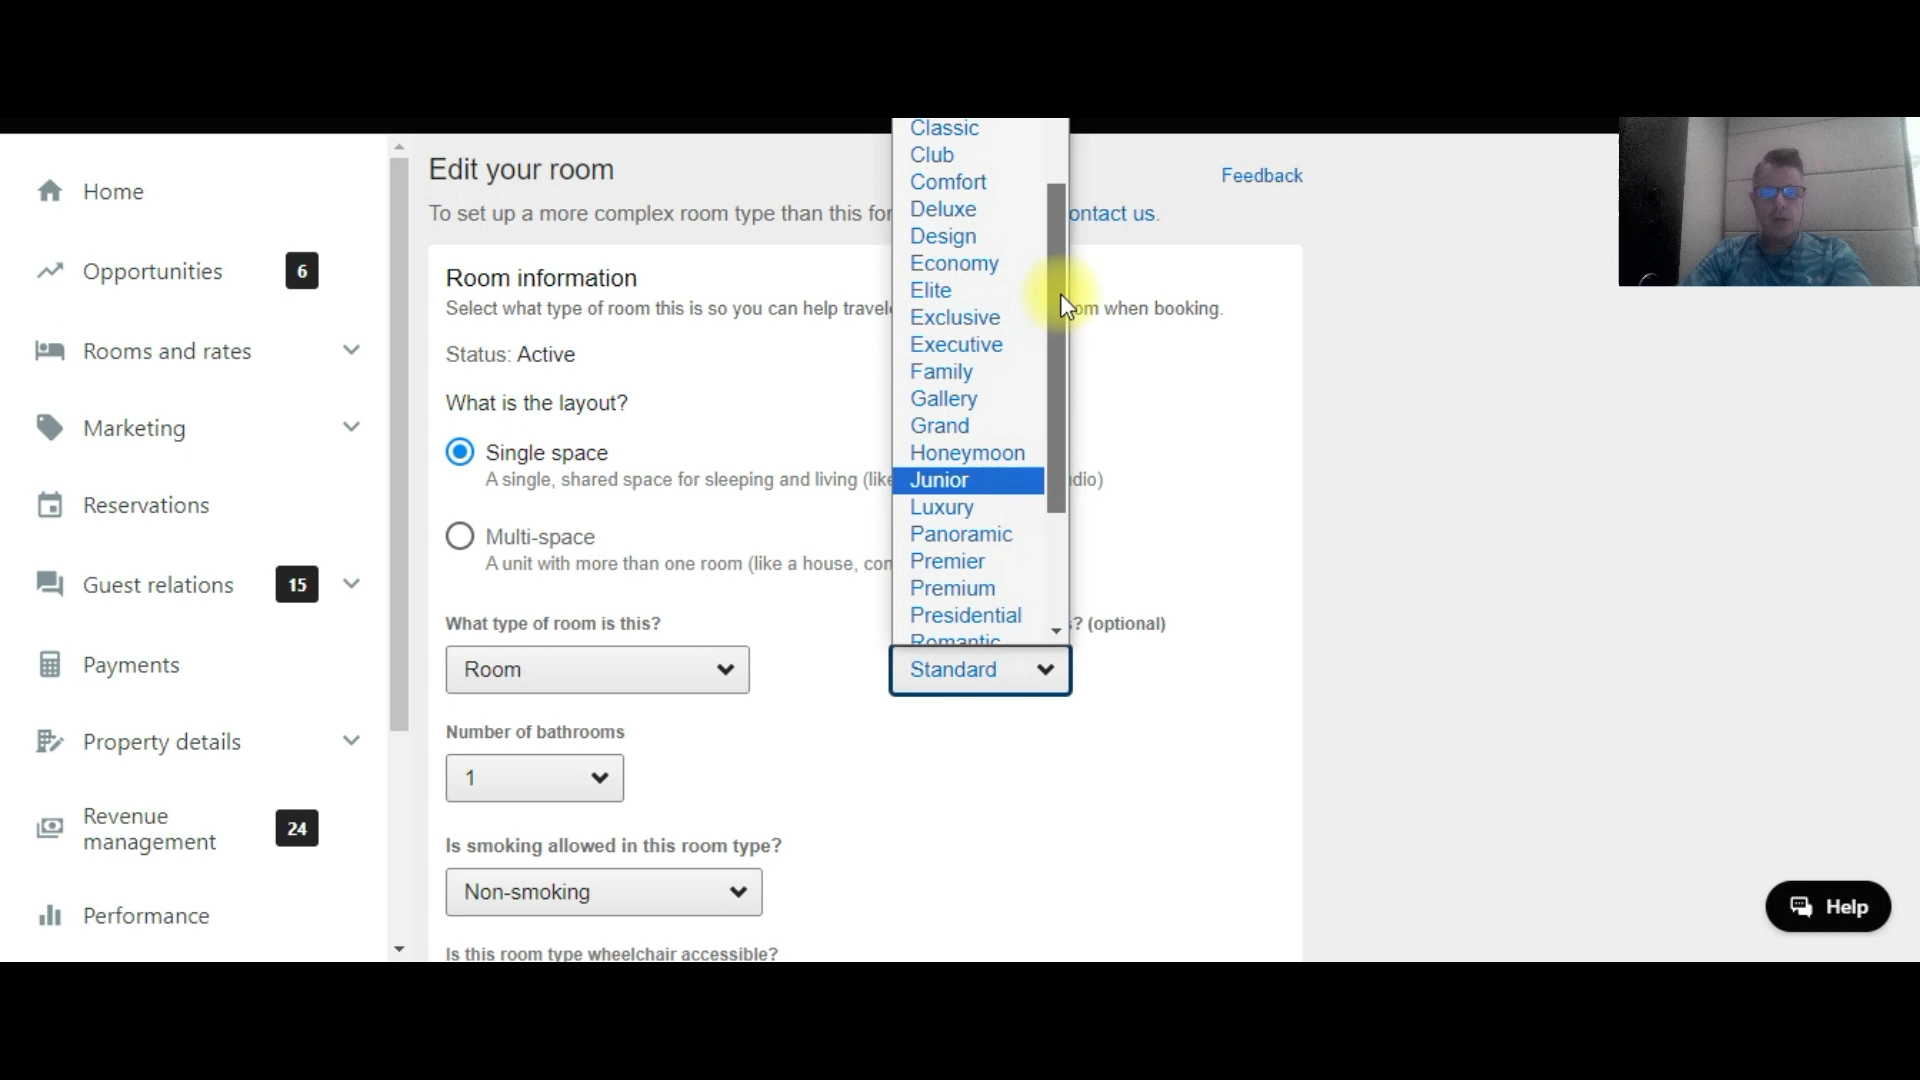 Home
Opportunities 6
Rooms and rates
Marketing
Reservations
Guest relations 15
Payments
Property details
Revenue
management
24
Performance
Edit your room
Feedback
To set up a more complex room type than this
ontact us.
Room information
Select what type of room this is so you can help
when booking.
Status: Active
What is the layout?
Single space
A single, shared space for sleeping and living
Multi-space
A unit with more than one room (like a house,
What type of room is this?
(optional)
Room
Classic
Club
Comfort
Deluxe
Design
Economy
Elite
Exclusive
Executive
Family
Gallery
Grand
Honeymoon
Junior
Luxury
Panoramic
Premier
Premium
Presidential
Romantic
Standard
Number of bathrooms
1
Is smoking allowed in this room type?
Non-smoking
Is this room type wheelchair accessible?
Help